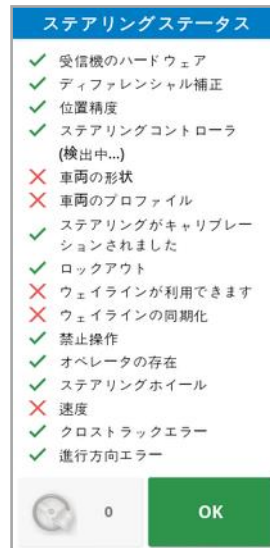 ステアリングステータス
受信機のハードウェア
ディファレンシャル補正
位置精度
ステアリングコントローラ
(検出中...)
車両の形状
車両のプロファイル
ステアリングがキャリブレー
ションされました
ロックアウト
ウェイラインが利用できます
ウェイラインの同期化
禁止操作
オペレータの存在
ステアリングホイール
速度
クロストラックエラー
進行方向エラー
0
OK